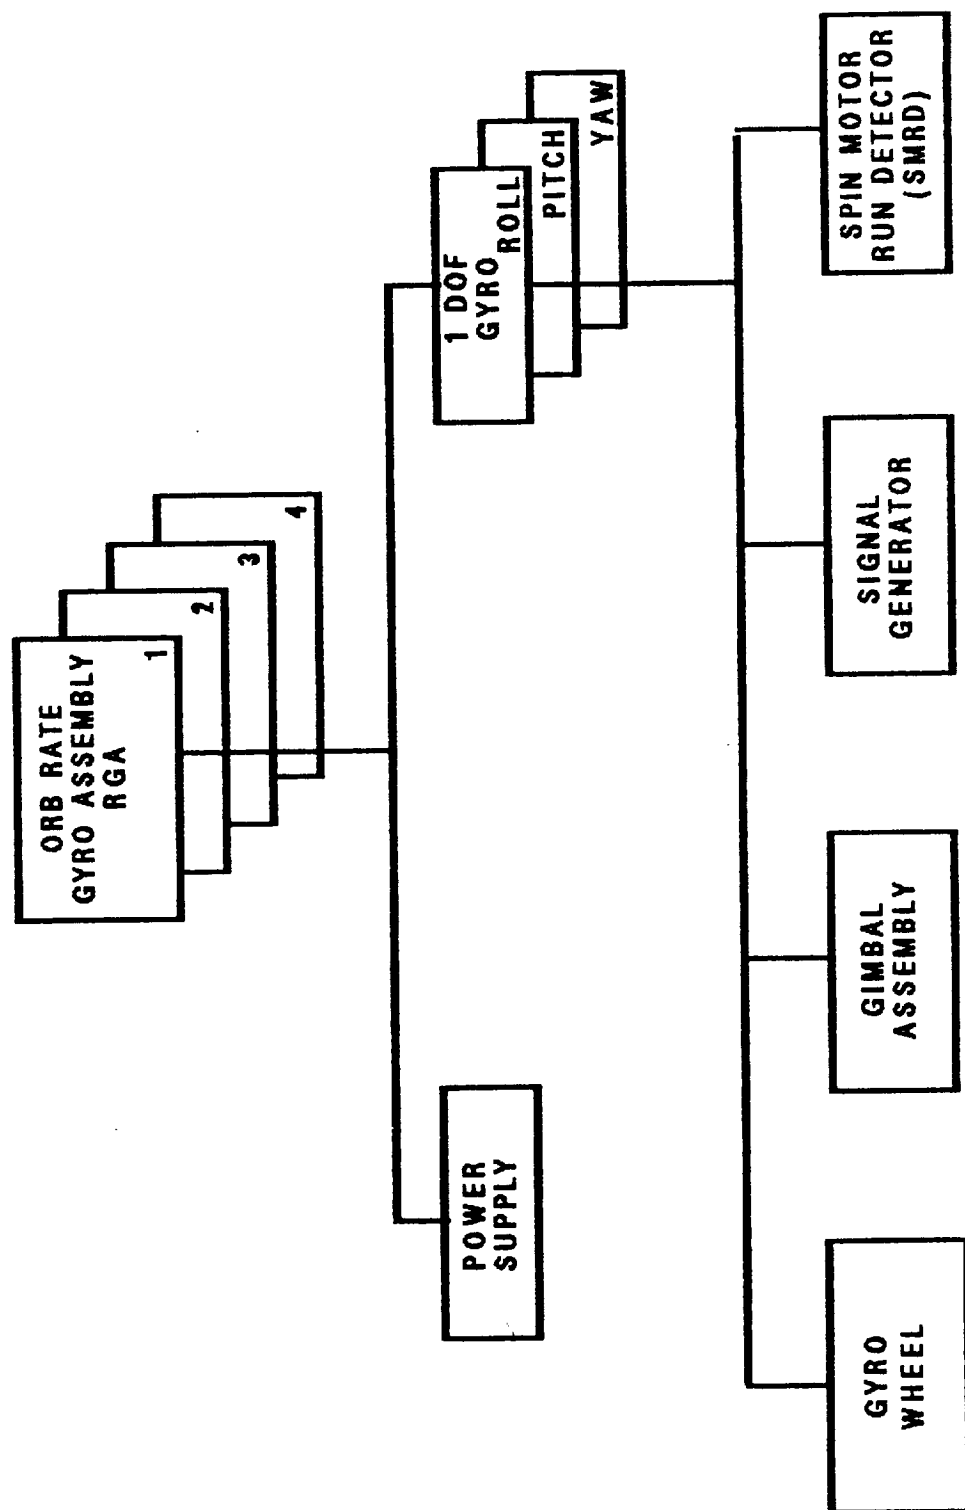 ORB RATE
GYRO ASSEMBLY
RGA
1
2
3
4
POWER
SUPPLY
1 DOF
GYRO
ROLL
PITCH
YAW
GYRO
WHEEL
GIMBAL
ASSEMBLY
SIGNAL
GENERATOR
SPIN MOTOR
RUN DETECTOR
(SMRD)